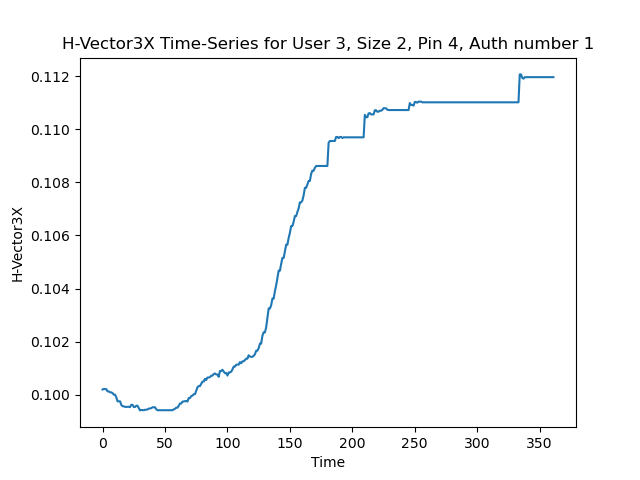 H-Vector3X Time-Series for User 3, Size 2, Pin 4, Auth number 1
0.112
0.110
0.108
0.106
0.104
0.102
0.100
H-Vector3X
0 50 100 150 200 250 300 350
Time